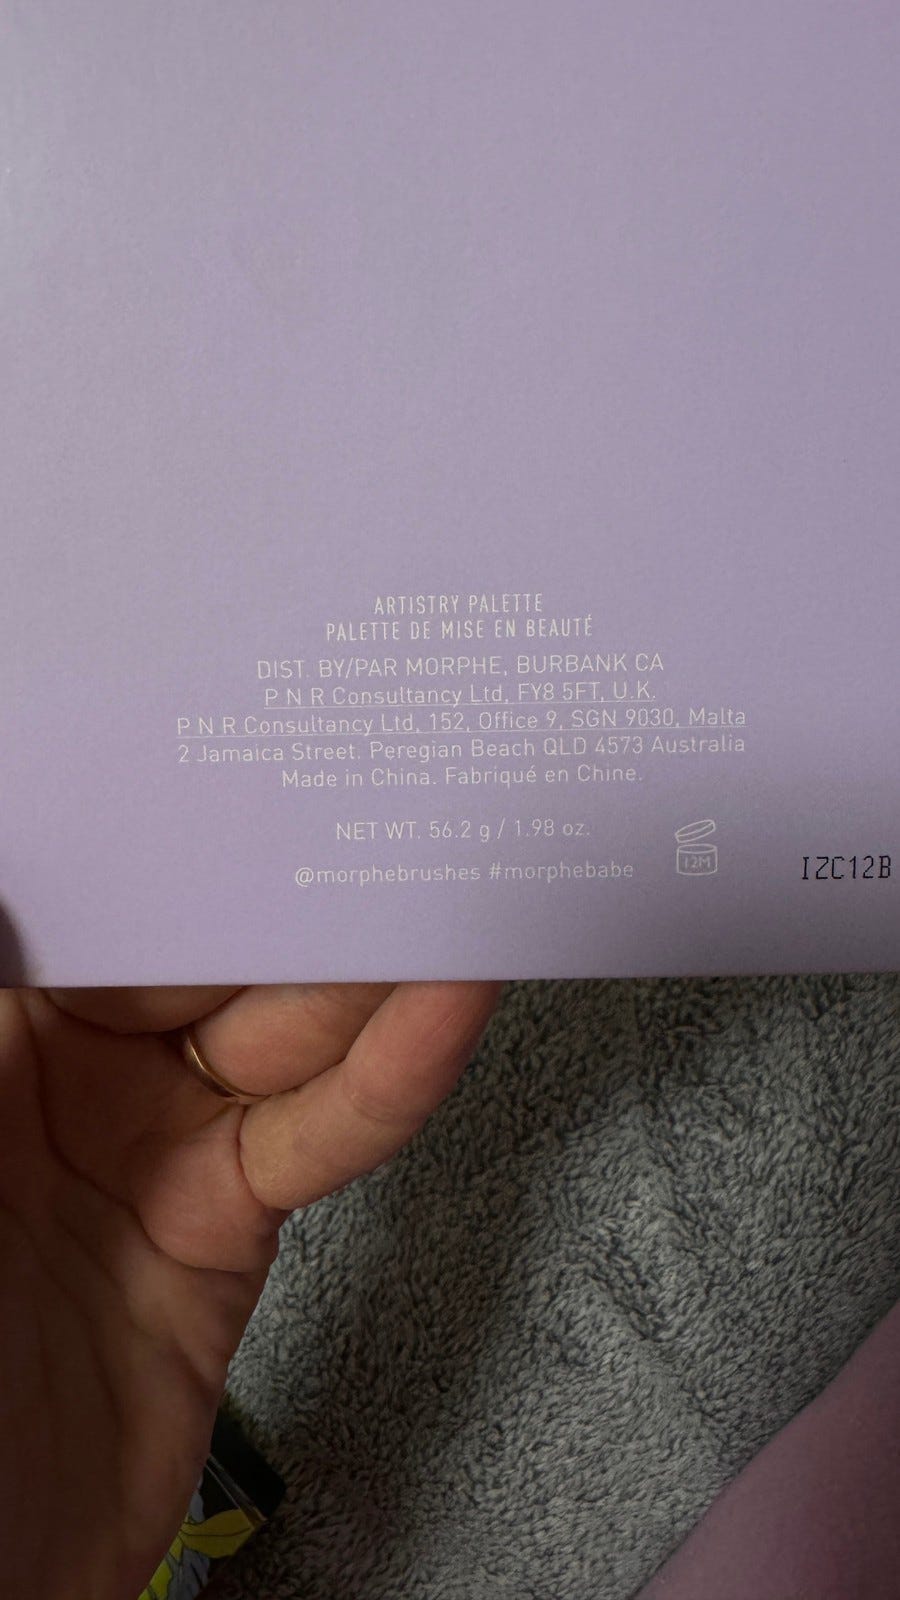 ARTISTRY PALETTE
PALETTE DE MISE EN BEAUTÉ
DIST. BY/PAR MORPHE, BURBANK CA
P N R Consultancy Ltd, FY8 5FT, U.K.
P N R Consultancy Ltd, 152, Office 9, SGN 9030, Malta
2 Jamaica Street. Peregian Beach QLD 4573 Australia
Made in China. Fabriqué en Chine.
NET WT. 56.2 g / 1.98 oz.
12M
@morphebrushes #morphebabe
IZC12B